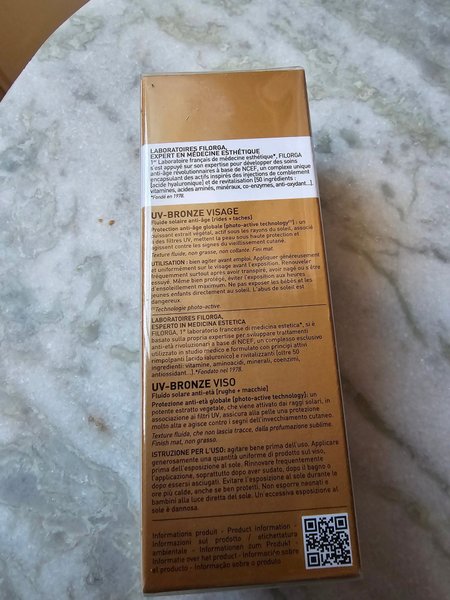 LABORATOIRES FILORGA,
EXPERT EN MÉDECINE ESTHÉTIQUE
1er Laboratoire français de médecine esthétique*, FILORGA
s'est appuyé sur son expertise pour développer des soins
anti-âge révolutionnaires à base de NCEF, un complexe unique
encapsulant des actifs inspirés des injections de comblement
[acide hyaluronique] et de revitalisation [50 ingrédients :
vitamines, acides aminés, minéraux, co-enzymes, anti-oxydant...].
*Fondé en 1978.
UV-BRONZE VISAGE
Fluide solaire anti-âge [rides + taches]
Protection anti-âge globale [photo-active technology*] : un
puissant extrait végétal, actif sous les rayons du soleil, associé
à des filtres UV, mettent la peau sous haute protection et
agissent contre les signes du vieillissement cutané.
Texture fluide, non grasse, non collante. Fini mat.
UTILISATION : bien agiter avant emploi. Appliquer généreusement
et uniformément sur le visage avant l'exposition. Renouveler
fréquemment surtout après avoir transpiré, avoir nagé ou s'être
essuyé. Même bien protégé, éviter l'exposition aux heures
d'ensoleillement maximum. Ne pas exposer les bébés et les
jeunes enfants directement au soleil. L'abus de soleil est
dangereux.
*Technologie photo-active.
LABORATOIRES FILORGA,
ESPERTO IN MEDICINA ESTETICA
FILORGA, 1° laboratorio francese di medicina estetica*, si è
basato sulla propria expertise per sviluppare trattamenti
anti-età rivoluzionari a base di NCEF, un complesso esclusivo
utilizzato in studio medico e formulato con principi attivi
rimpolpanti [acido ialuronico] e rivitalizzanti [oltre 50
ingredienti: vitamine, aminoacidi, minerali, coenzimi,
antiossidanti...]. *Fondato nel 1978.
UV-BRONZE VISO
Fluido solare anti-età [rughe + macchie]
Protezione anti-età globale [photo-active technology]: un
potente estratto vegetale, che viene attivato dai raggi solari, in
associazione ai filtri UV, assicura alla pelle una protezione
molto alta e agisce contro i segni dell'invecchiamento cutaneo.
Texture fluida, che non lascia tracce, dalla profumazione sublime.
Finish mat, non grasso.
ISTRUZIONE PER L'USO: agitare bene prima dell'uso. Applicare
generosamente una quantità uniforme di prodotto sul viso,
prima dell'esposizione al sole. Rinnovare frequentemente
l'applicazione, soprattutto dopo aver sudato, dopo il bagno o
dopo essersi asciugati. Evitare l'esposizione al sole durante le
ore più calde, anche se ben protetti. Non esporre neonati e
bambini alla luce diretta del sole. Un eccessiva esposizione al
sole è dannosa.
Informations produit - Product Information -
Informazioni sul prodotto / etichettatura
ambientale - Informationen zum Produkt -
Informatie over het product - Información sobre
el producto - Informação sobre o produto